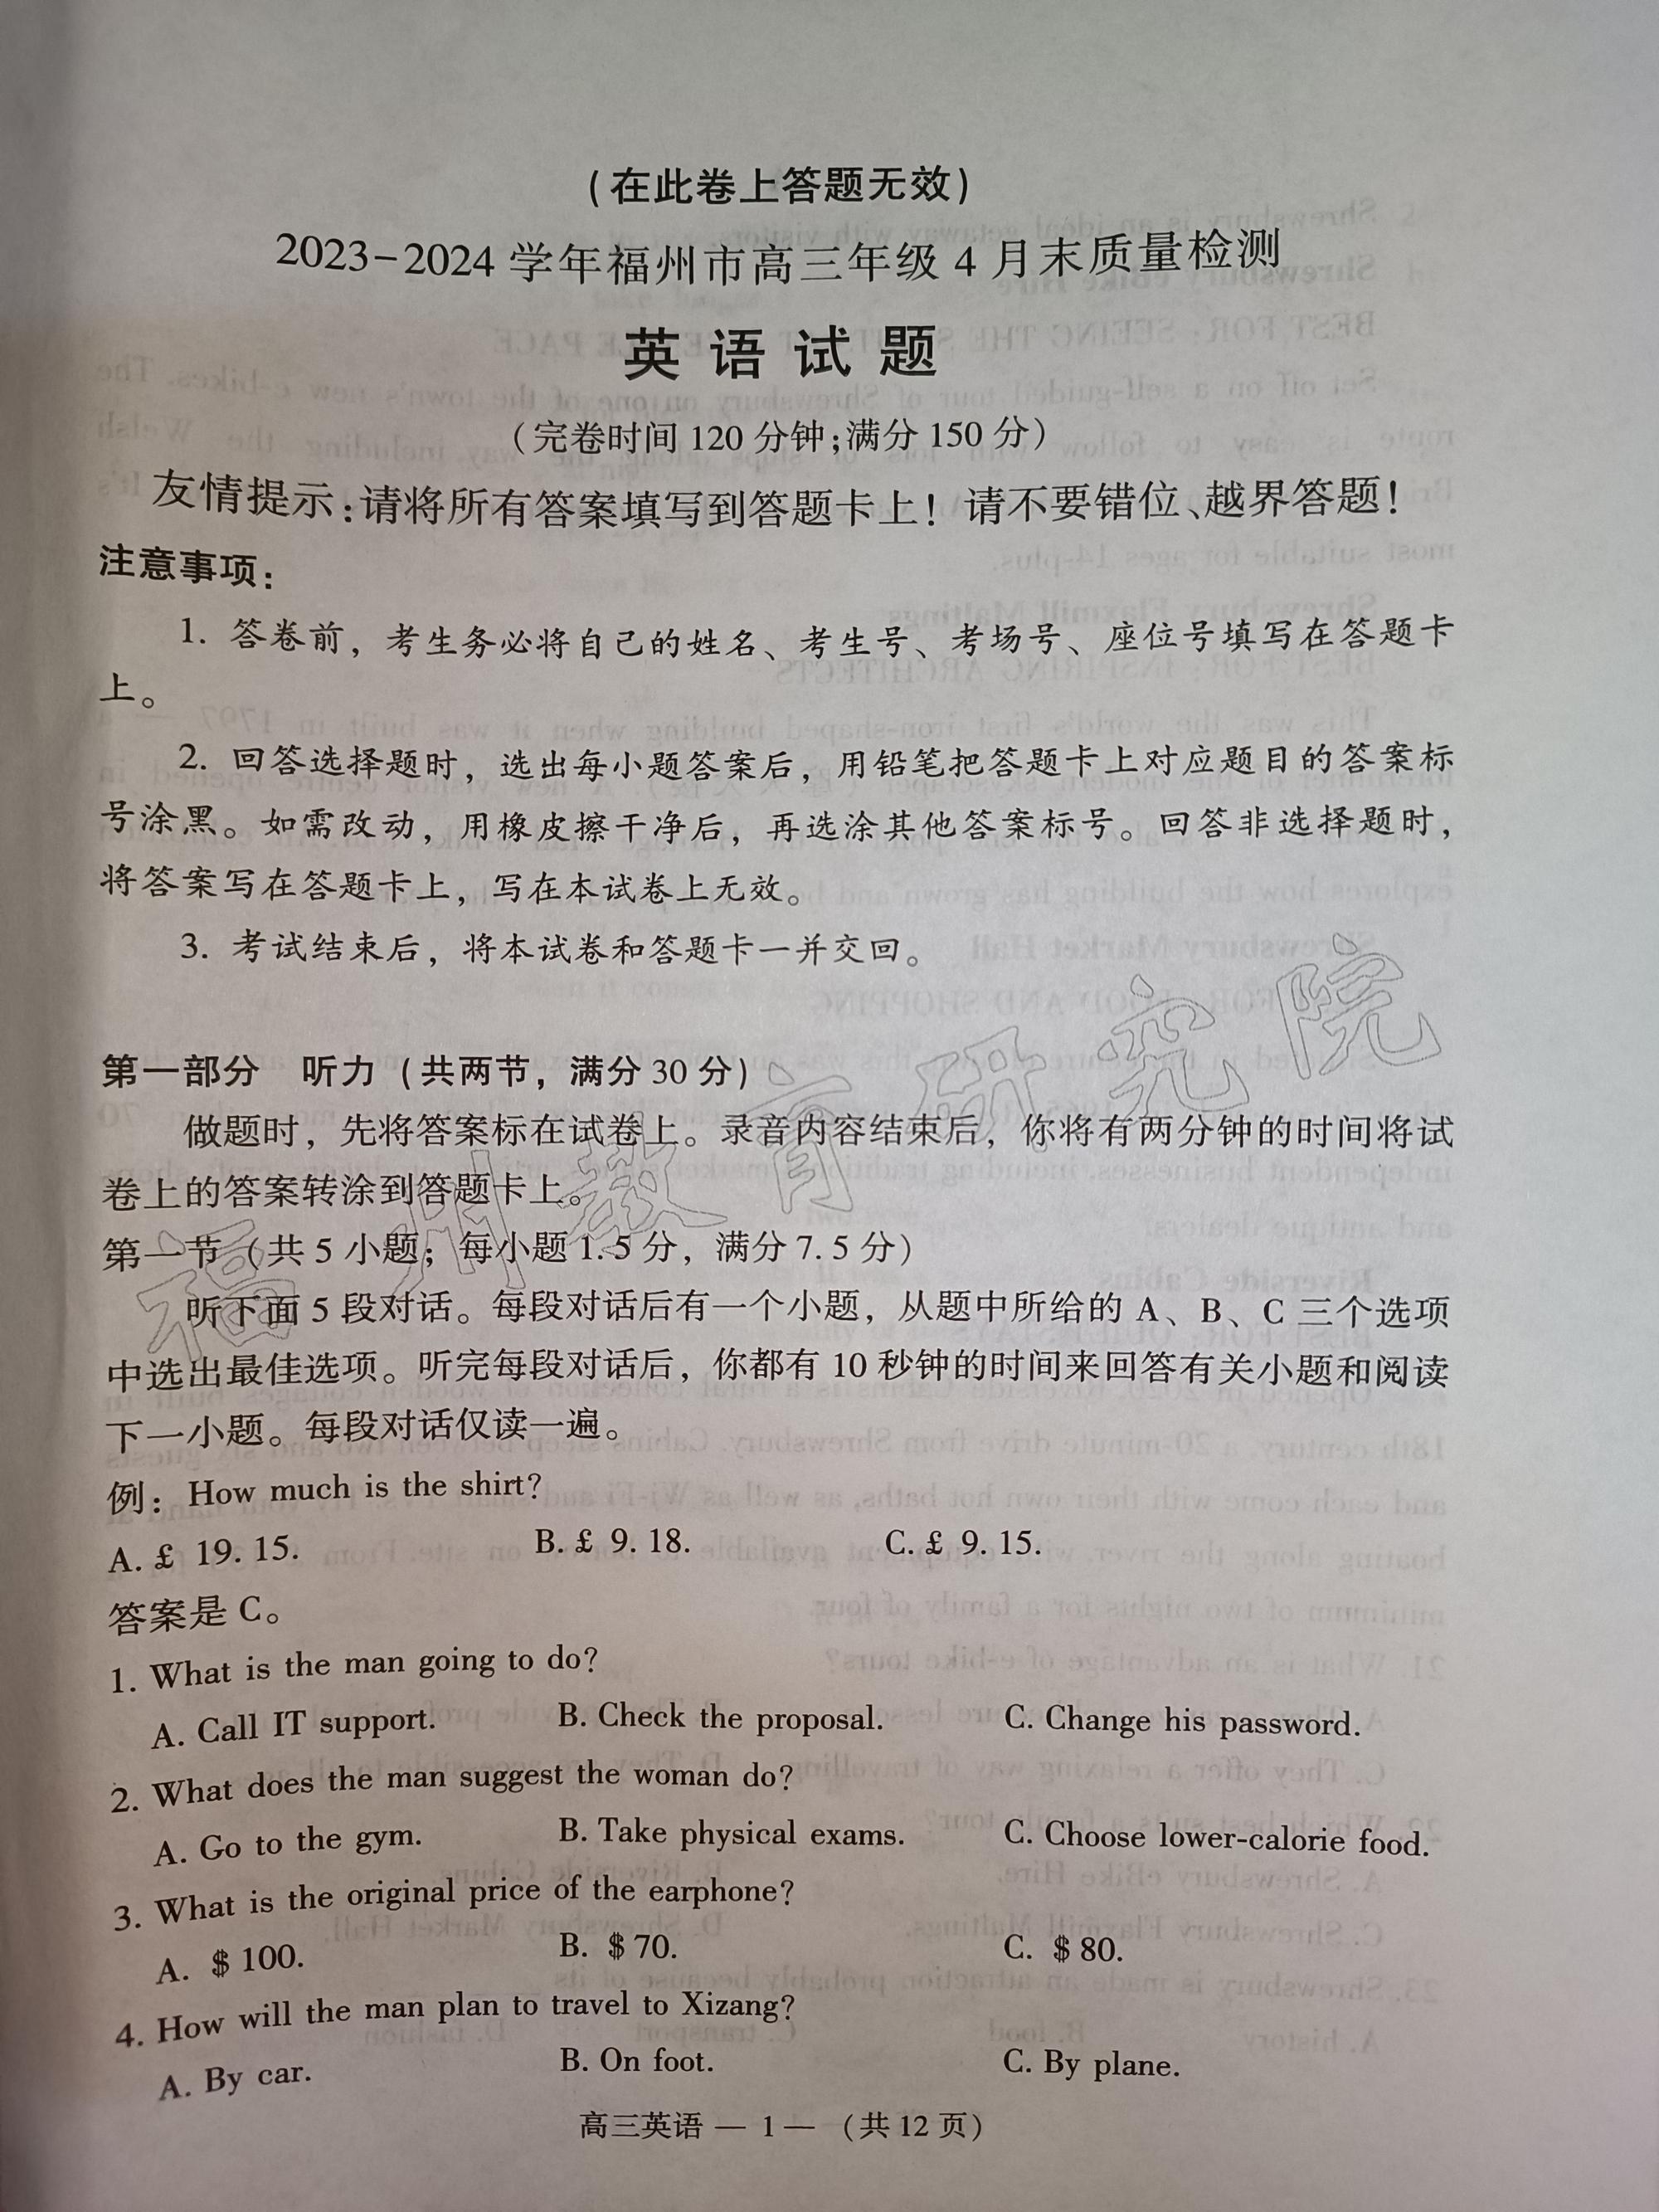 (在此卷上答题无效)
2023-2024 学年福州市高三年级 4 月末质量检测
英 语 试 题
(完卷时间 120 分钟;满分 150 分)
友情提示:请将所有答案填写到答题卡上! 请不要错位、越界答题!
注意事项:
1. 答卷前，考生务必将自己的姓名、考生号、考场号、座位号填写在答题卡
上。
2. 回答选择题时，选出每小题答案后，用铅笔把答题卡上对应题目的答案标
号涂黑。如需改动，用橡皮擦干净后，再选涂其他答案标号。回答非选择题时，
将答案写在答题卡上，写在本试卷上无效。
3. 考试结束后，将本试卷和答题卡一并交回。
第一部分 听力 (共两节，满分 30 分)
做题时，先将答案标在试卷上。录音内容结束后，你将有两分钟的时间将试
卷上的答案转涂到答题卡上。
第一节 (共 5 小题；每小题 1.5 分，满分 7.5 分)
听下面 5 段对话。每段对话后有一个小题，从题中所给的 A、B、C 三个选项
中选出最佳选项。听完每段对话后，你都有 10 秒钟的时间来回答有关小题和阅读
下一小题。每段对话仅读一遍。
例：How much is the shirt?
A. £ 19.15. B. £ 9.18. C. £ 9.15.
答案是 C。
1. What is the man going to do?
A. Call IT support. B. Check the proposal. C. Change his password.
2. What does the man suggest the woman do?
A. Go to the gym. B. Take physical exams. C. Choose lower-calorie food.
3. What is the original price of the earphone?
A. $ 100. B. $ 70. C. $ 80.
4. How will the man plan to travel to Xizang?
A. By car. B. On foot. C. By plane.
高三英语 — 1 — (共 12 页)
福州教育研究院